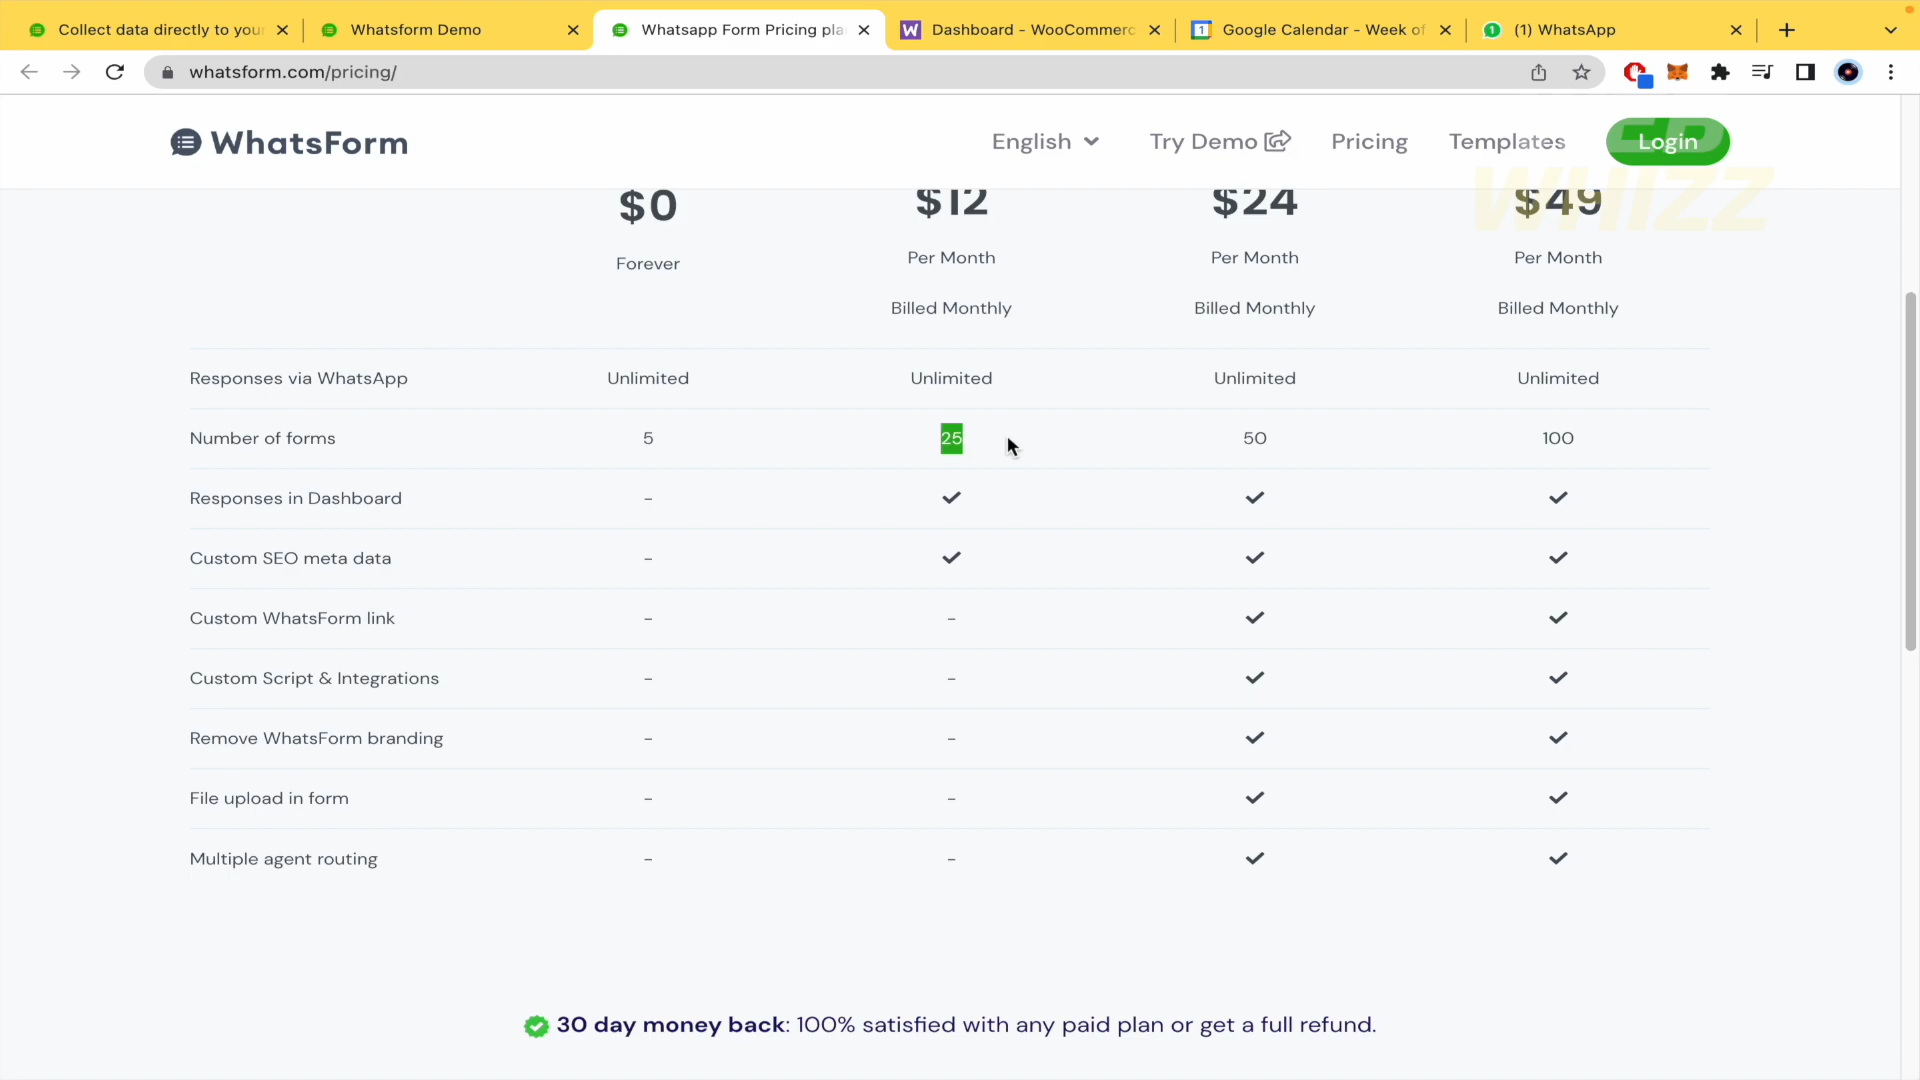 Collect data directly to your
Whatsform Demo
Whatsapp Form Pricing pla
Dashboard - WooCommerc
Google Calendar - Week of
(1) WhatsApp
whatsform.com/pricing/
WhatsForm
English
Try Demo
Pricing
Templates
Login
WHIZZ
$0
$12
$24
$49
Forever
Per Month
Per Month
Per Month
Billed Monthly
Billed Monthly
Billed Monthly
Responses via WhatsApp Unlimited Unlimited Unlimited Unlimited
Number of forms 5 25 50 100
Responses in Dashboard - ✓ ✓ ✓
Custom SEO meta data - ✓ ✓ ✓
Custom WhatsForm link - - ✓ ✓
Custom Script & Integrations - - ✓ ✓
Remove WhatsForm branding - - ✓ ✓
File upload in form - - ✓ ✓
Multiple agent routing - - ✓ ✓
30 day money back: 100% satisfied with any paid plan or get a full refund.